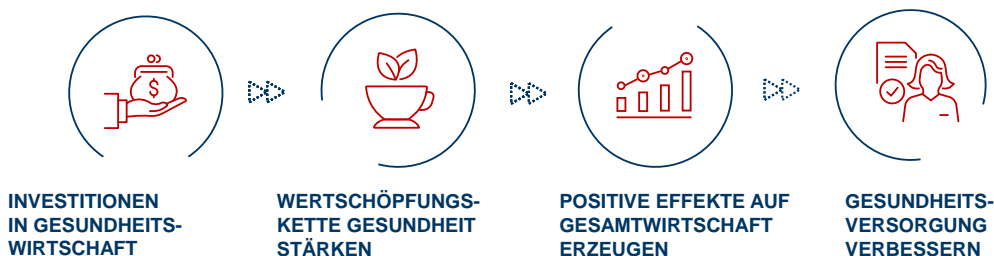 $
INVESTITIONEN
IN GESUNDHEITS-
WIRTSCHAFT
WERTSCHÖPFUNGS-
KETTE GESUNDHEIT
STÄRKEN
POSITIVE EFFEKTE AUF
GESAMTWIRTSCHAFT
ERZEUGEN
GESUNDHEITS-
VERSORGUNG
VERBESSERN